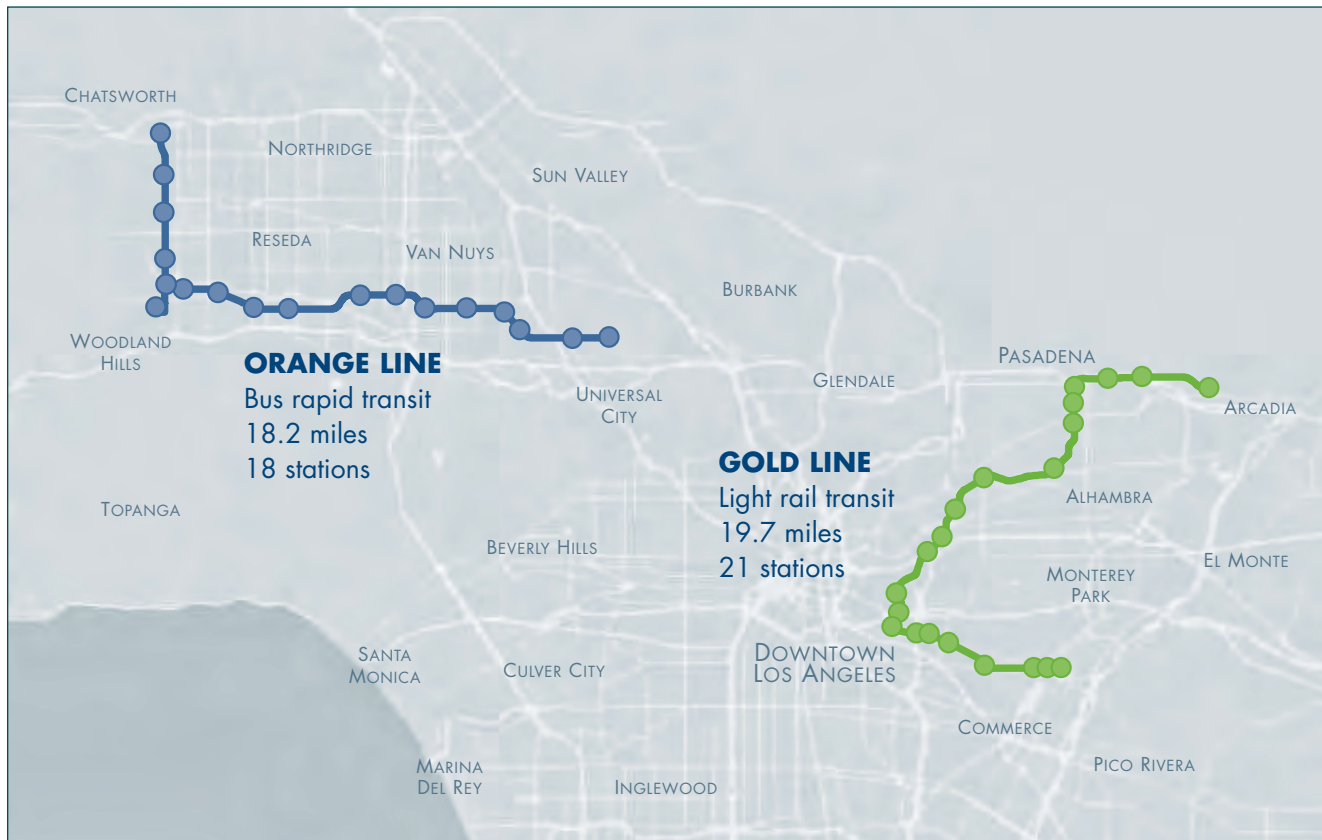 CHATSWORTH
NORTHRIDGE
SUN VALLEY
RESEDA
VAN NUYS
BURBANK
WOODLAND
HILLS
ORANGE LINE
Bus rapid transit
18.2 miles
18 stations
UNIVERSAL
CITY
GLENDALE
PASADENA
ARCADIA
GOLD LINE
Light rail transit
19.7 miles
21 stations
ALHAMBRA
TOPANGA
BEVERLY HILLS
EL MONTE
MONTEREY
PARK
SANTA
MONICA
CULVER CITY
DOWNTOWN
LOS ANGELES
COMMERCE
MARINA
DEL REY
INGLEWOOD
PICO RIVERA